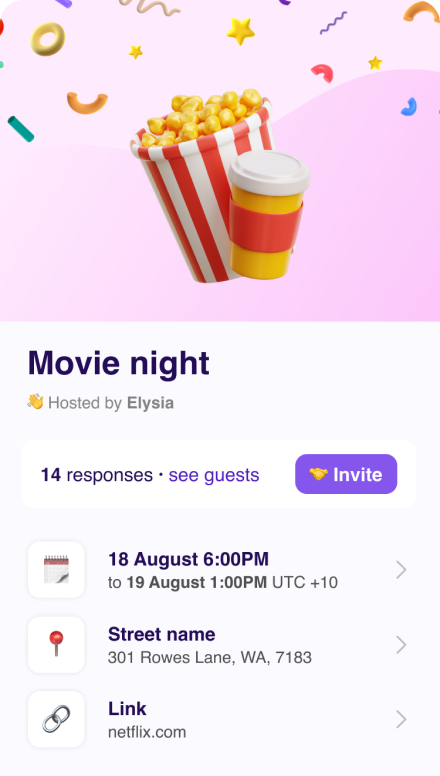 Movie night
👋 Hosted by Elysia
14 responses • see guests
🤝 Invite
18 August 6:00PM
to 19 August 1:00PM UTC +10
Street name
301 Rowes Lane, WA, 7183
Link
netflix.com